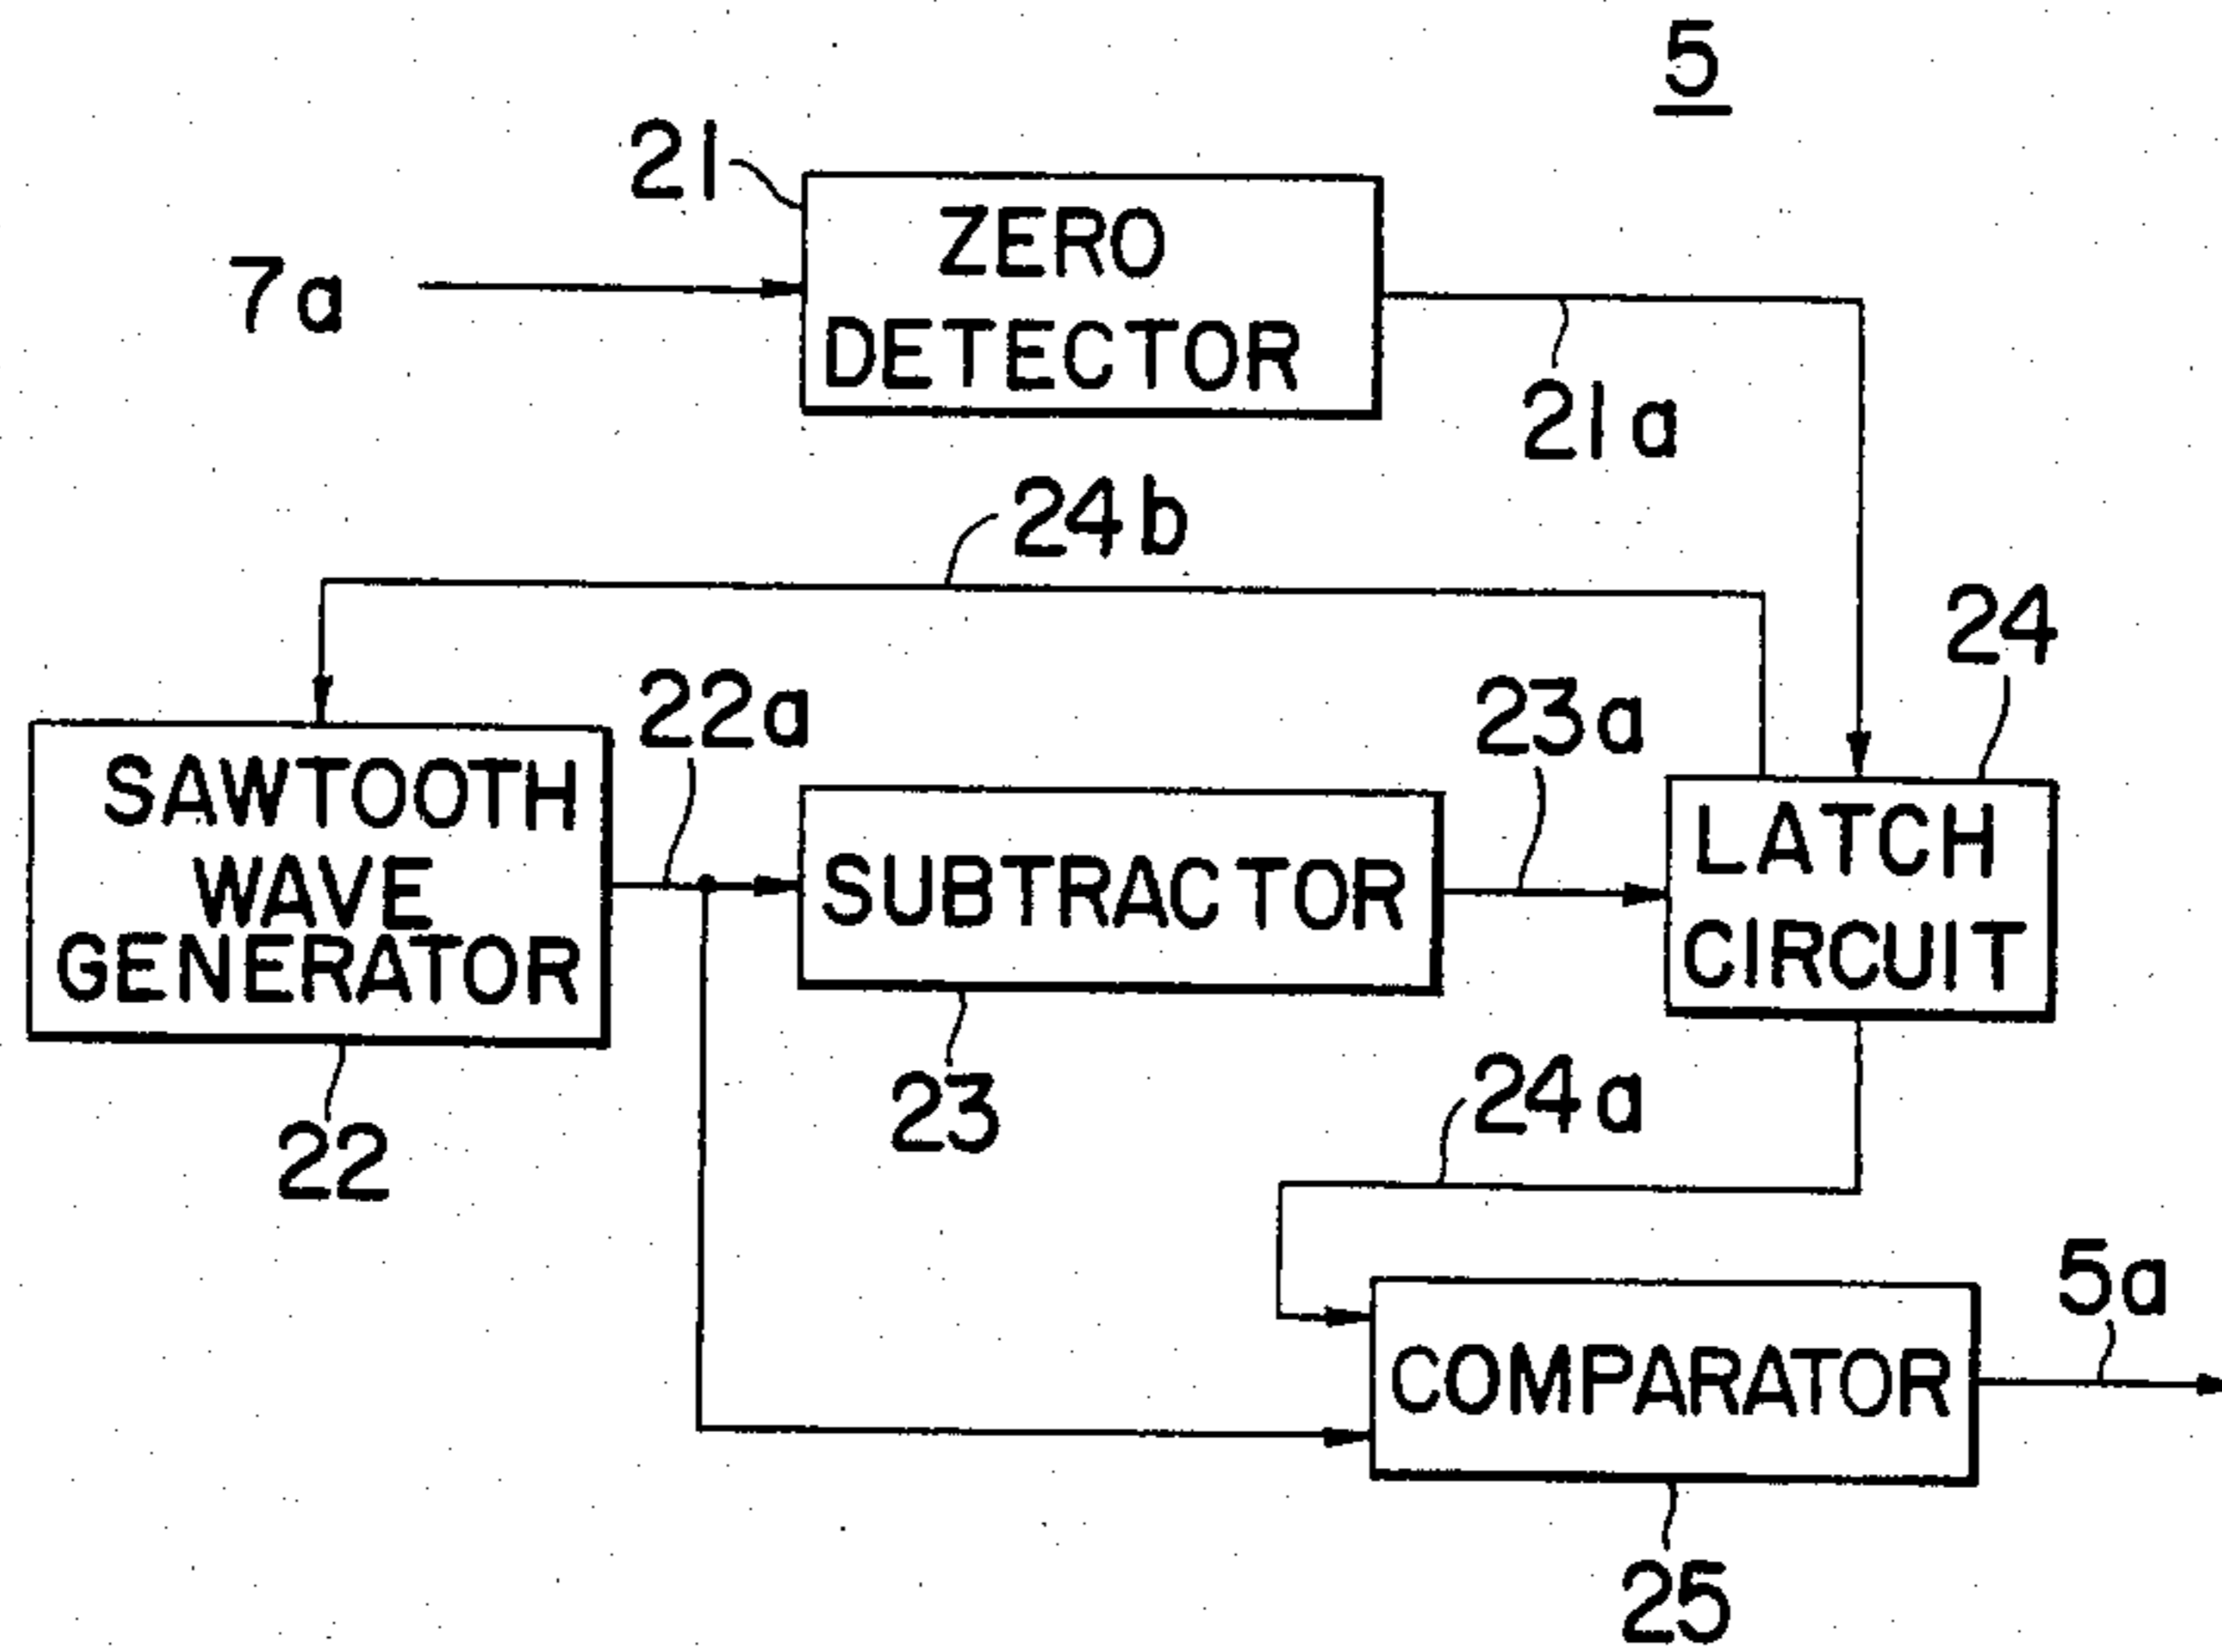 5
21
ZERO
DETECTOR
7a
21a
24b
24
22a
23a
SAWTOOTH
WAVE
GENERATOR
SUBTRACTOR
LATCH
CIRCUIT
22
23
24a
5a
COMPARATOR
25